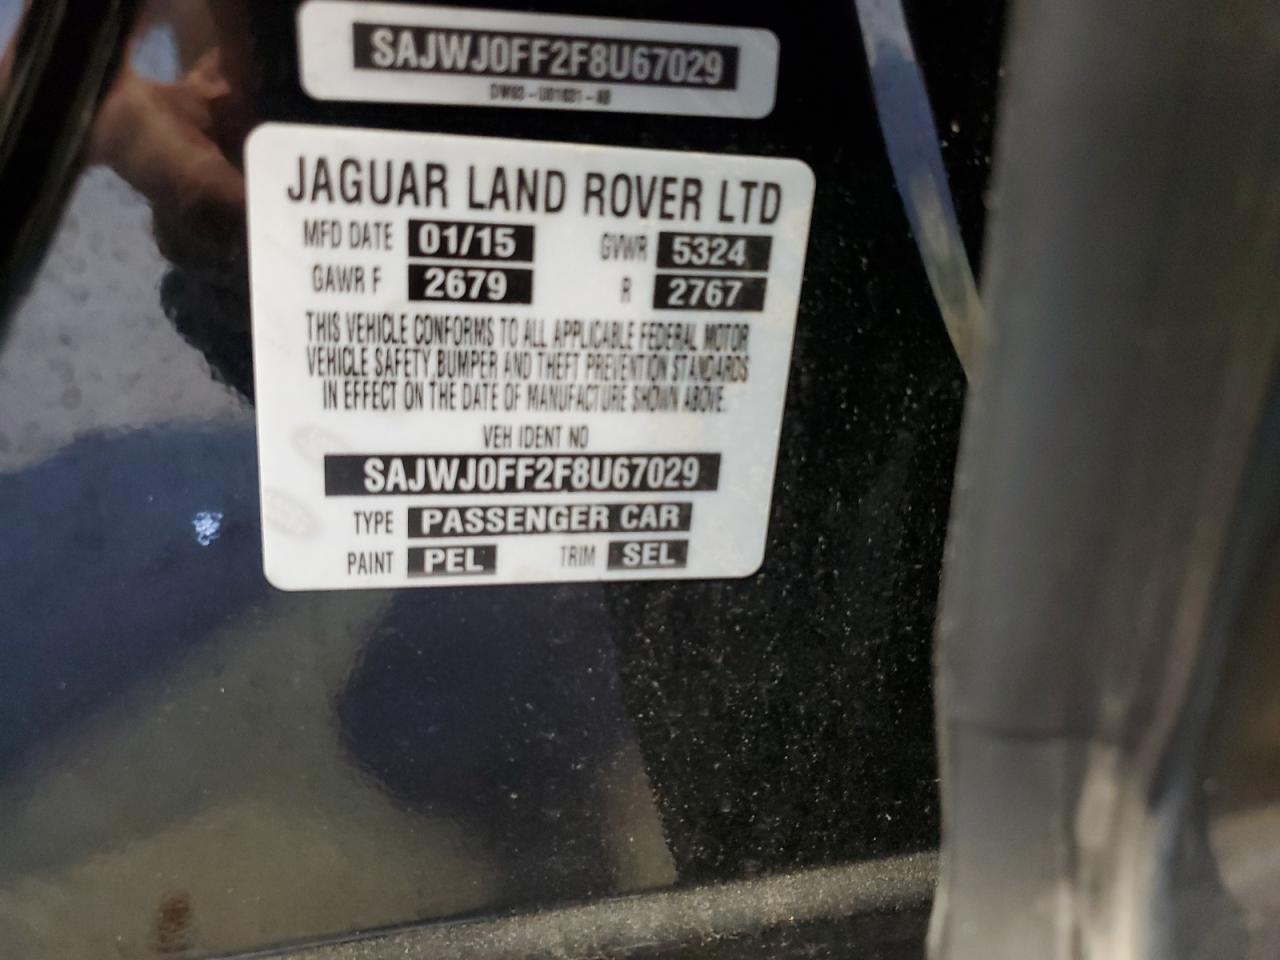 SAJWJ0FF2F8U67029
JAGUAR LAND ROVER LTD
MFD DATE 01/15 GVWR 5324
GAWR F 2679 R 2767
THIS VEHICLE CONFORMS TO ALL APPLICABLE FEDERAL MOTOR
VEHICLE SAFETY, BUMPER AND THEFT PREVENTION STANDARDS
IN EFFECT ON THE DATE OF MANUFACTURE SHOWN ABOVE.
VEH IDENT NO
SAJWJ0FF2F8U67029
TYPE PASSENGER CAR
PAINT PEL TRIM SEL